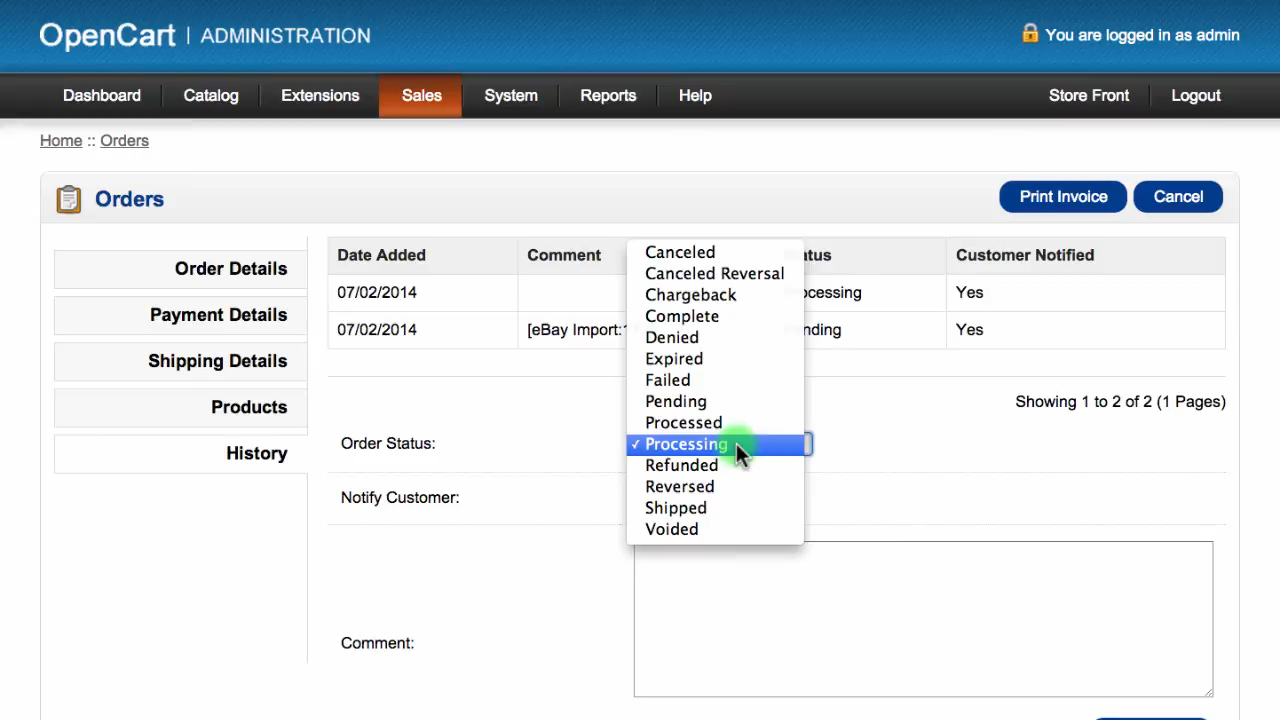 OpenCart | ADMINISTRATION
You are logged in as admin
Dashboard Catalog Extensions Sales System Reports Help Store Front Logout
Home :: Orders
Orders
Print Invoice Cancel
Order Details
Payment Details
Shipping Details
Products
History
Date Added Comment atus Customer Notified
07/02/2014 ocessing Yes
07/02/2014 [eBay Import: nding Yes
Showing 1 to 2 of 2 (1 Pages)
Order Status:
Canceled
Canceled Reversal
Chargeback
Complete
Denied
Expired
Failed
Pending
Processed
✓ Processing
Refunded
Reversed
Shipped
Voided
Notify Customer:
Comment: